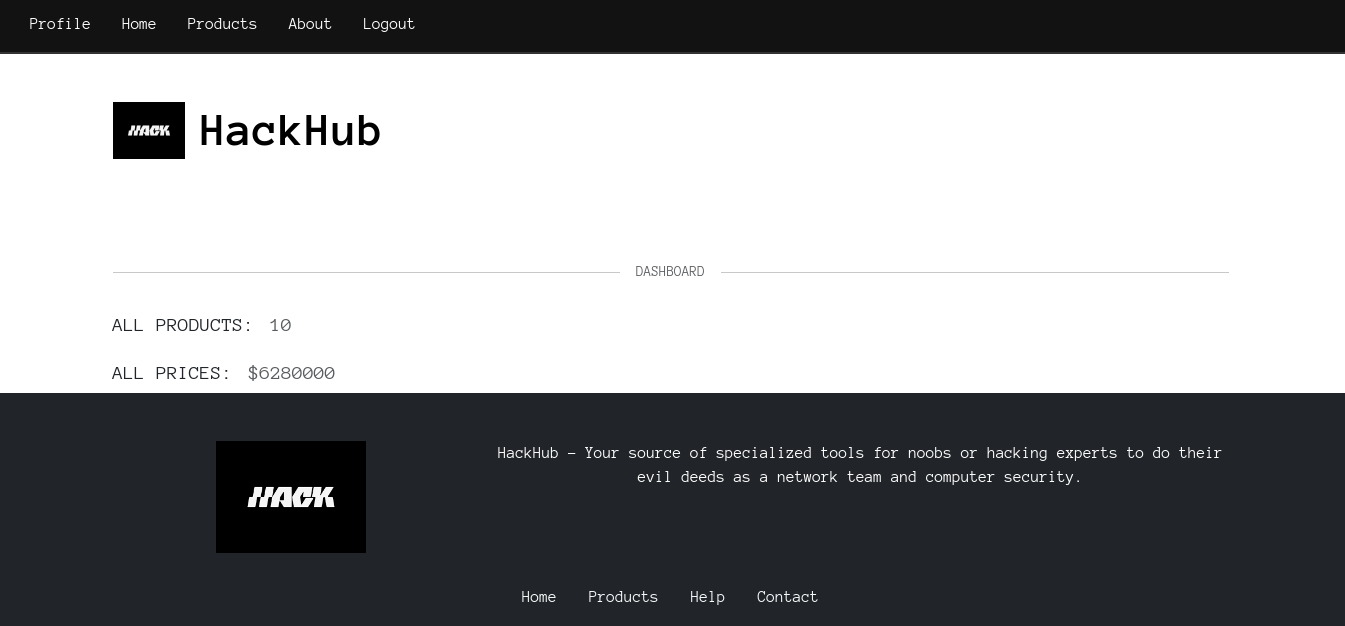 Profile Home Products About Logout
HACK HackHub
DASHBOARD
ALL PRODUCTS: 10
ALL PRICES: $6280000
HackHub - Your source of specialized tools for noobs or hacking experts to do their
evil deeds as a network team and computer security.
HACK
Home Products Help Contact